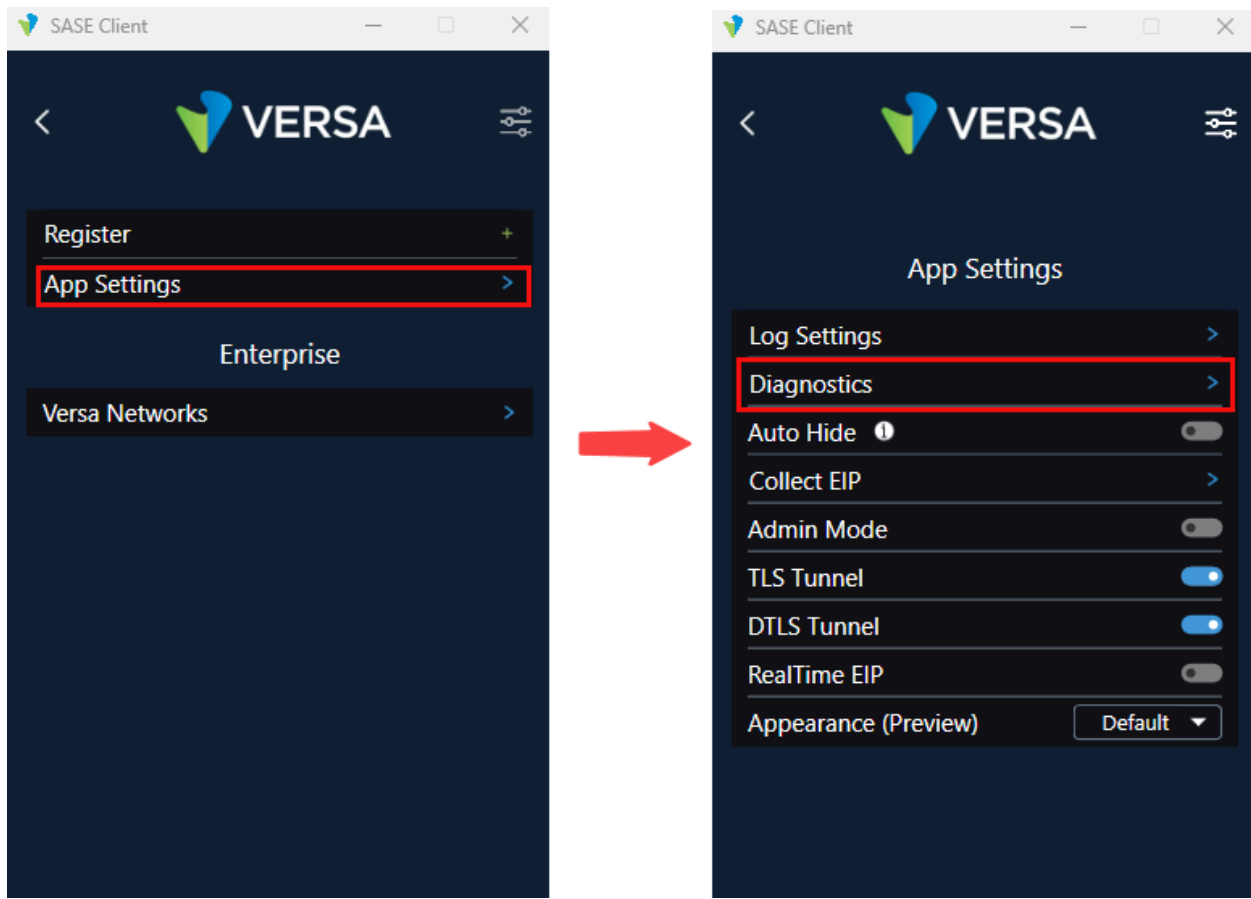 SASE Client
VERSA
Register
App Settings
Enterprise
Versa Networks
SASE Client
VERSA
App Settings
Log Settings
Diagnostics
Auto Hide
Collect EIP
Admin Mode
TLS Tunnel
DTLS Tunnel
RealTime EIP
Appearance (Preview) Default